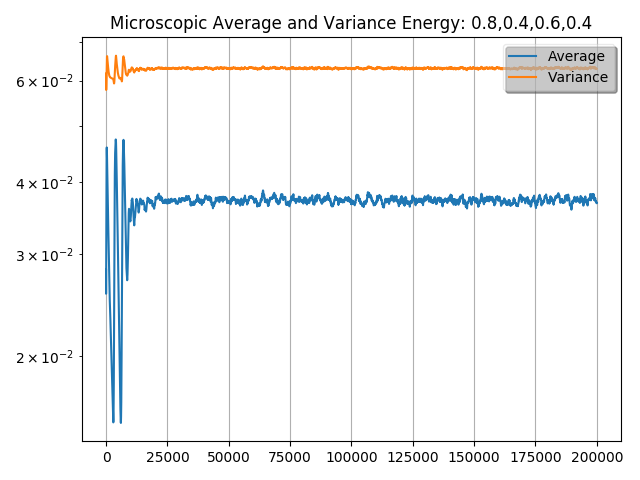 Microscopic Average and Variance Energy: 0.8,0.4,0.6,0.4
Average
Variance
6 × 10⁻²
4 × 10⁻²
3 × 10⁻²
2 × 10⁻²
0 25000 50000 75000 100000 125000 150000 175000 200000